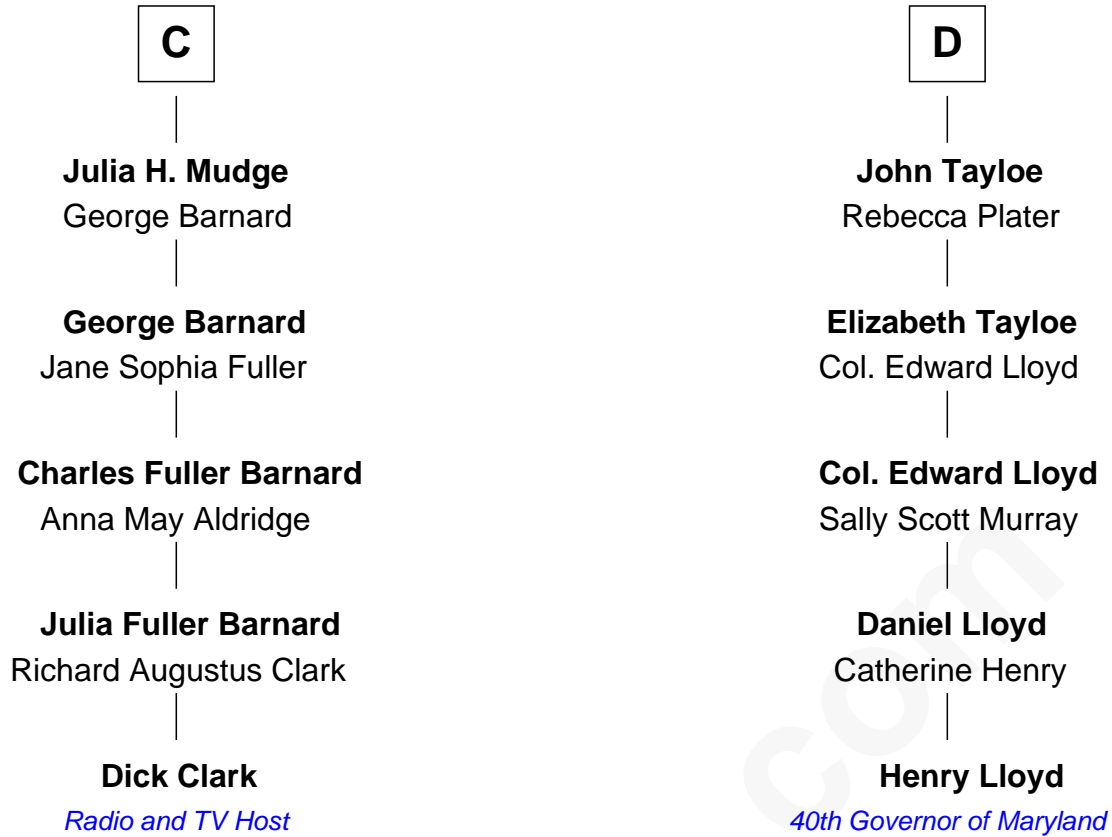 C
Julia H. Mudge
George Barnard
George Barnard
Jane Sophia Fuller
Charles Fuller Barnard
Anna May Aldridge
Julia Fuller Barnard
Richard Augustus Clark
Dick Clark
Radio and TV Host
D
John Tayloe
Rebecca Plater
Elizabeth Tayloe
Col. Edward Lloyd
Col. Edward Lloyd
Sally Scott Murray
Daniel Lloyd
Catherine Henry
Henry Lloyd
40th Governor of Maryland
com